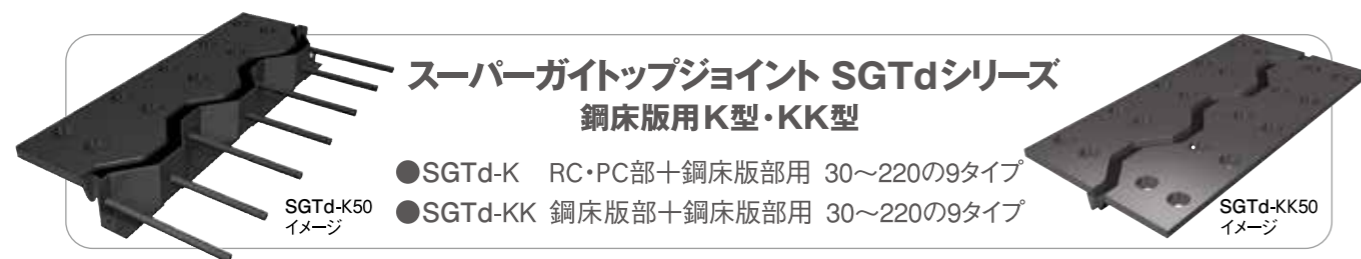 スーパーガイトップジョイント SGTdシリーズ
鋼床版用K型・KK型
●SGTd-K RC・PC部＋鋼床版部用 30〜220の9タイプ
●SGTd-KK 鋼床版部＋鋼床版部用 30〜220の9タイプ
SGTd-K50
イメージ
SGTd-KK50
イメージ